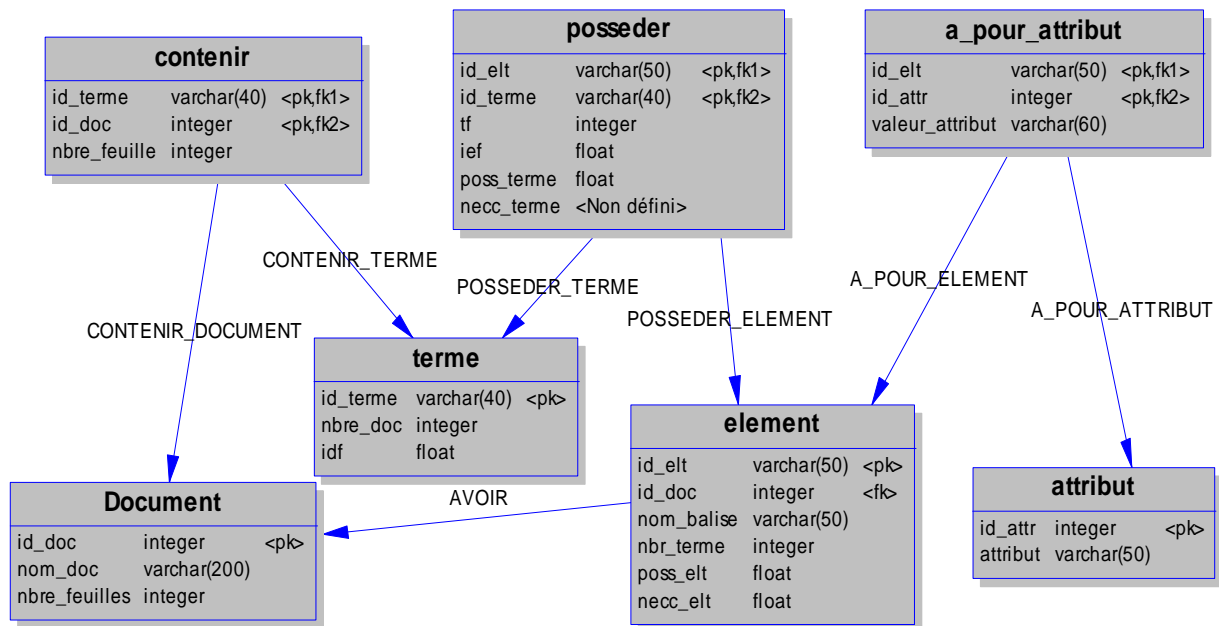 contenir
id_terme varchar(40) <pk,fk1>
id_doc integer <pk,fk2>
nbre_feuille integer
posseder
id_elt varchar(50) <pk,fk1>
id_terme varchar(40) <pk,fk2>
tf integer
ief float
poss_terme float
necc_terme <Non défini>
a_pour_attribut
id_elt varchar(50) <pk,fk1>
id_attr integer <pk,fk2>
valeur_attribut varchar(60)
CONTENIR_TERME
POSSEDER_TERME
A_POUR_ELEMENT
CONTENIR_DOCUMENT
POSSEDER_ELEMENT
A_POUR_ATTRIBUT
terme
id_terme varchar(40) <pk>
nbre_doc integer
idf float
element
id_elt varchar(50) <pk>
id_doc integer <fk>
nom_balise varchar(50)
nbr_terme integer
poss_elt float
necc_elt float
AVOIR
Document
id_doc integer <pk>
nom_doc varchar(200)
nbre_feuilles integer
attribut
id_attr integer <pk>
attribut varchar(50)